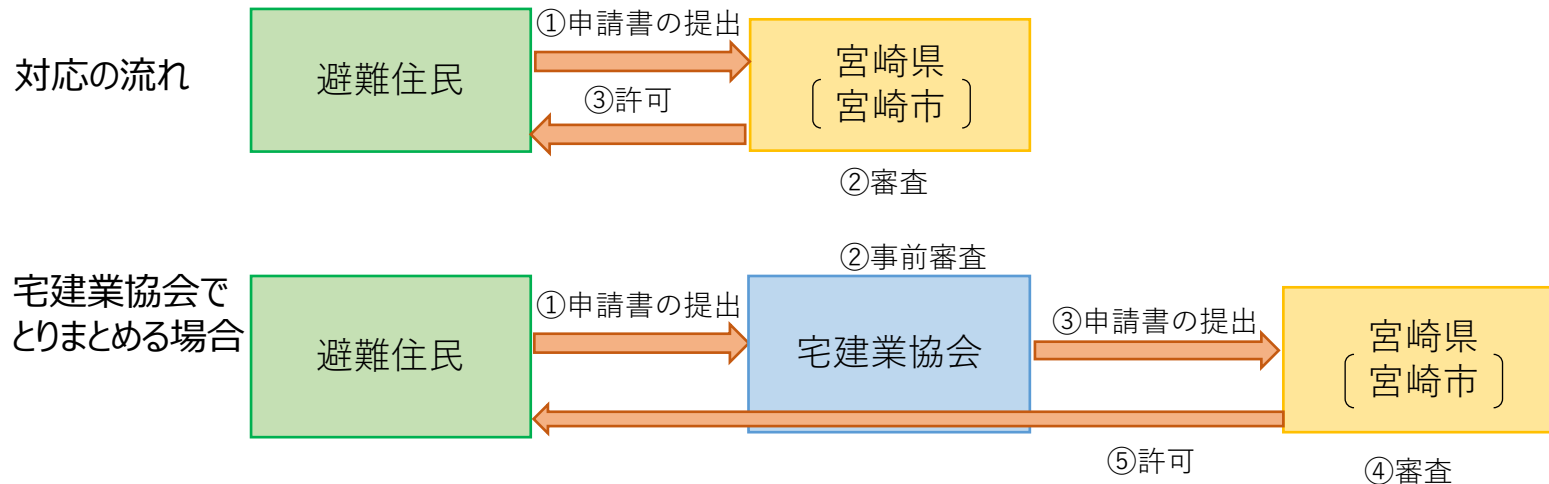 対応の流れ
避難住民
①申請書の提出
③許可
宮崎県
〔宮崎市〕
②審査
宅建業協会で
とりまとめる場合
避難住民
①申請書の提出
②事前審査
宅建業協会
③申請書の提出
宮崎県
〔宮崎市〕
⑤許可
④審査